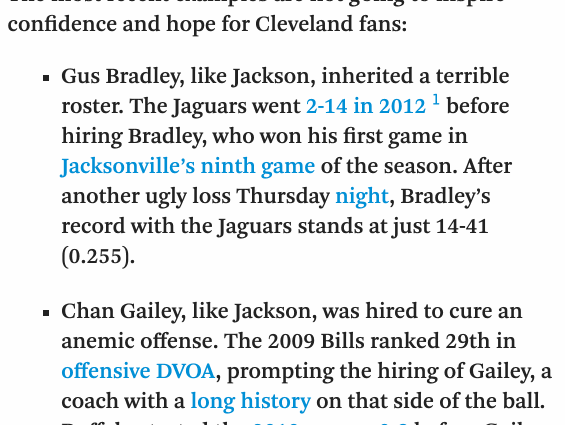 confidence and hope for Cleveland fans:
▪ Gus Bradley, like Jackson, inherited a terrible
roster. The Jaguars went 2-14 in 2012 1 before
hiring Bradley, who won his first game in
Jacksonville’s ninth game of the season. After
another ugly loss Thursday night, Bradley’s
record with the Jaguars stands at just 14-41
(0.255).
▪ Chan Gailey, like Jackson, was hired to cure an
anemic offense. The 2009 Bills ranked 29th in
offensive DVOA, prompting the hiring of Gailey, a
coach with a long history on that side of the ball.